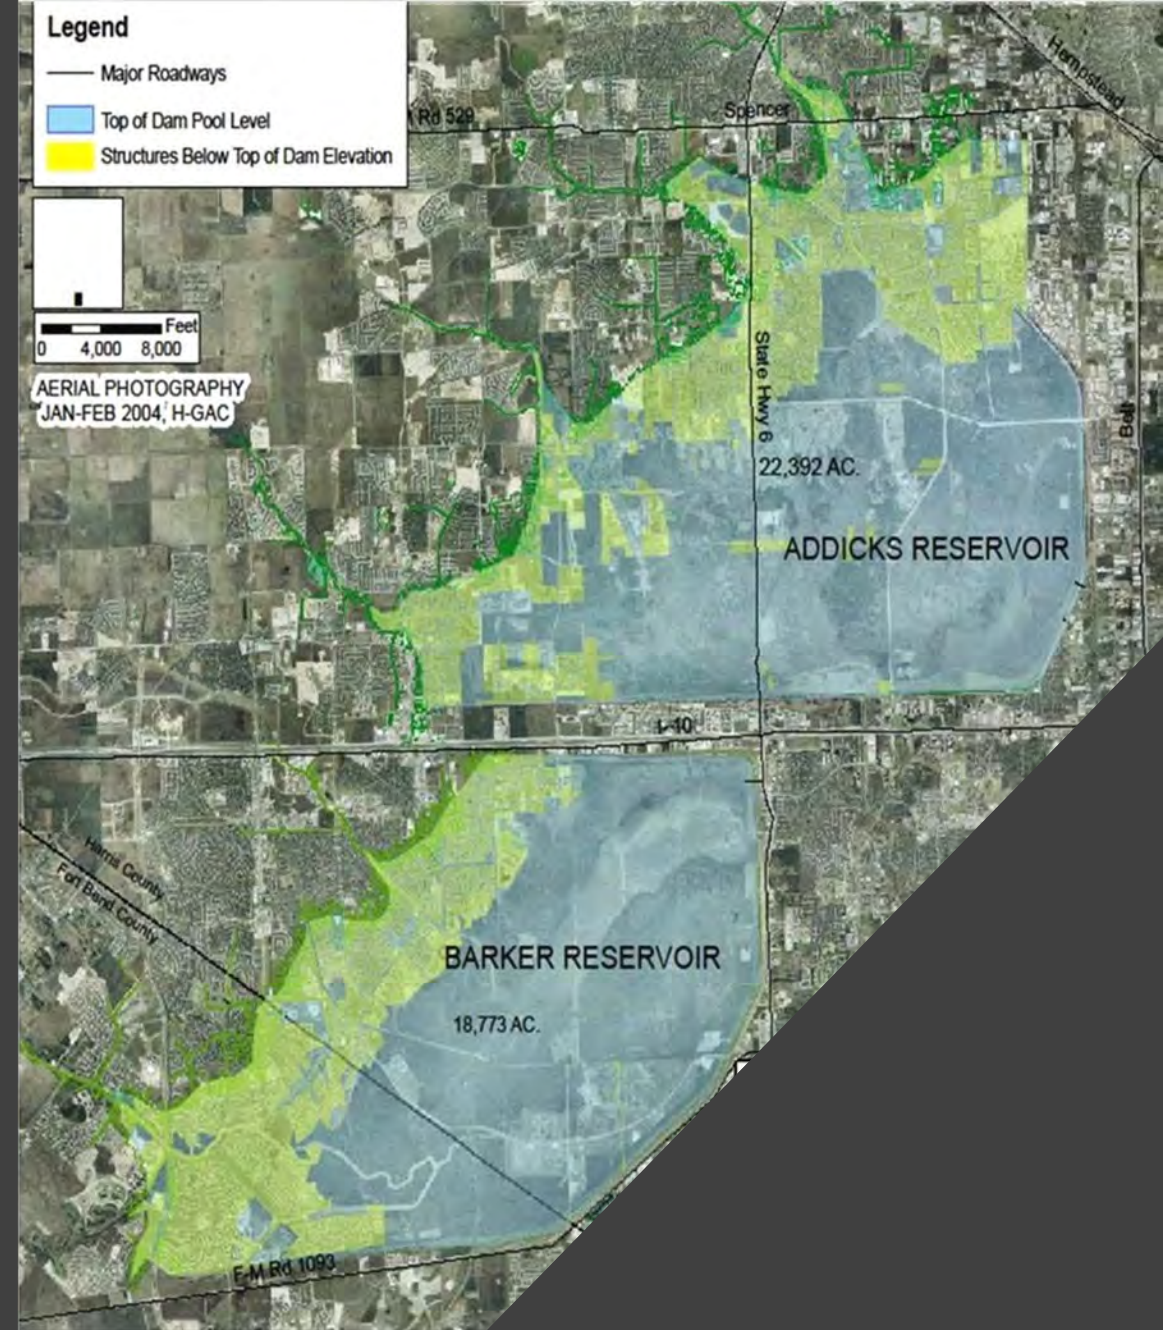 Legend
Major Roadways
Top of Dam Pool Level
Structures Below Top of Dam Elevation
Feet
0 4,000 8,000
AERIAL PHOTOGRAPHY
JAN-FEB 2004, H-GAC
Rd 529
Spencer
Hempstead
State Hwy 6
Belt
22,392 AC.
ADDICKS RESERVOIR
I-10
Harris County
Fort Bend County
BARKER RESERVOIR
18,773 AC.
F-M Rd 1093